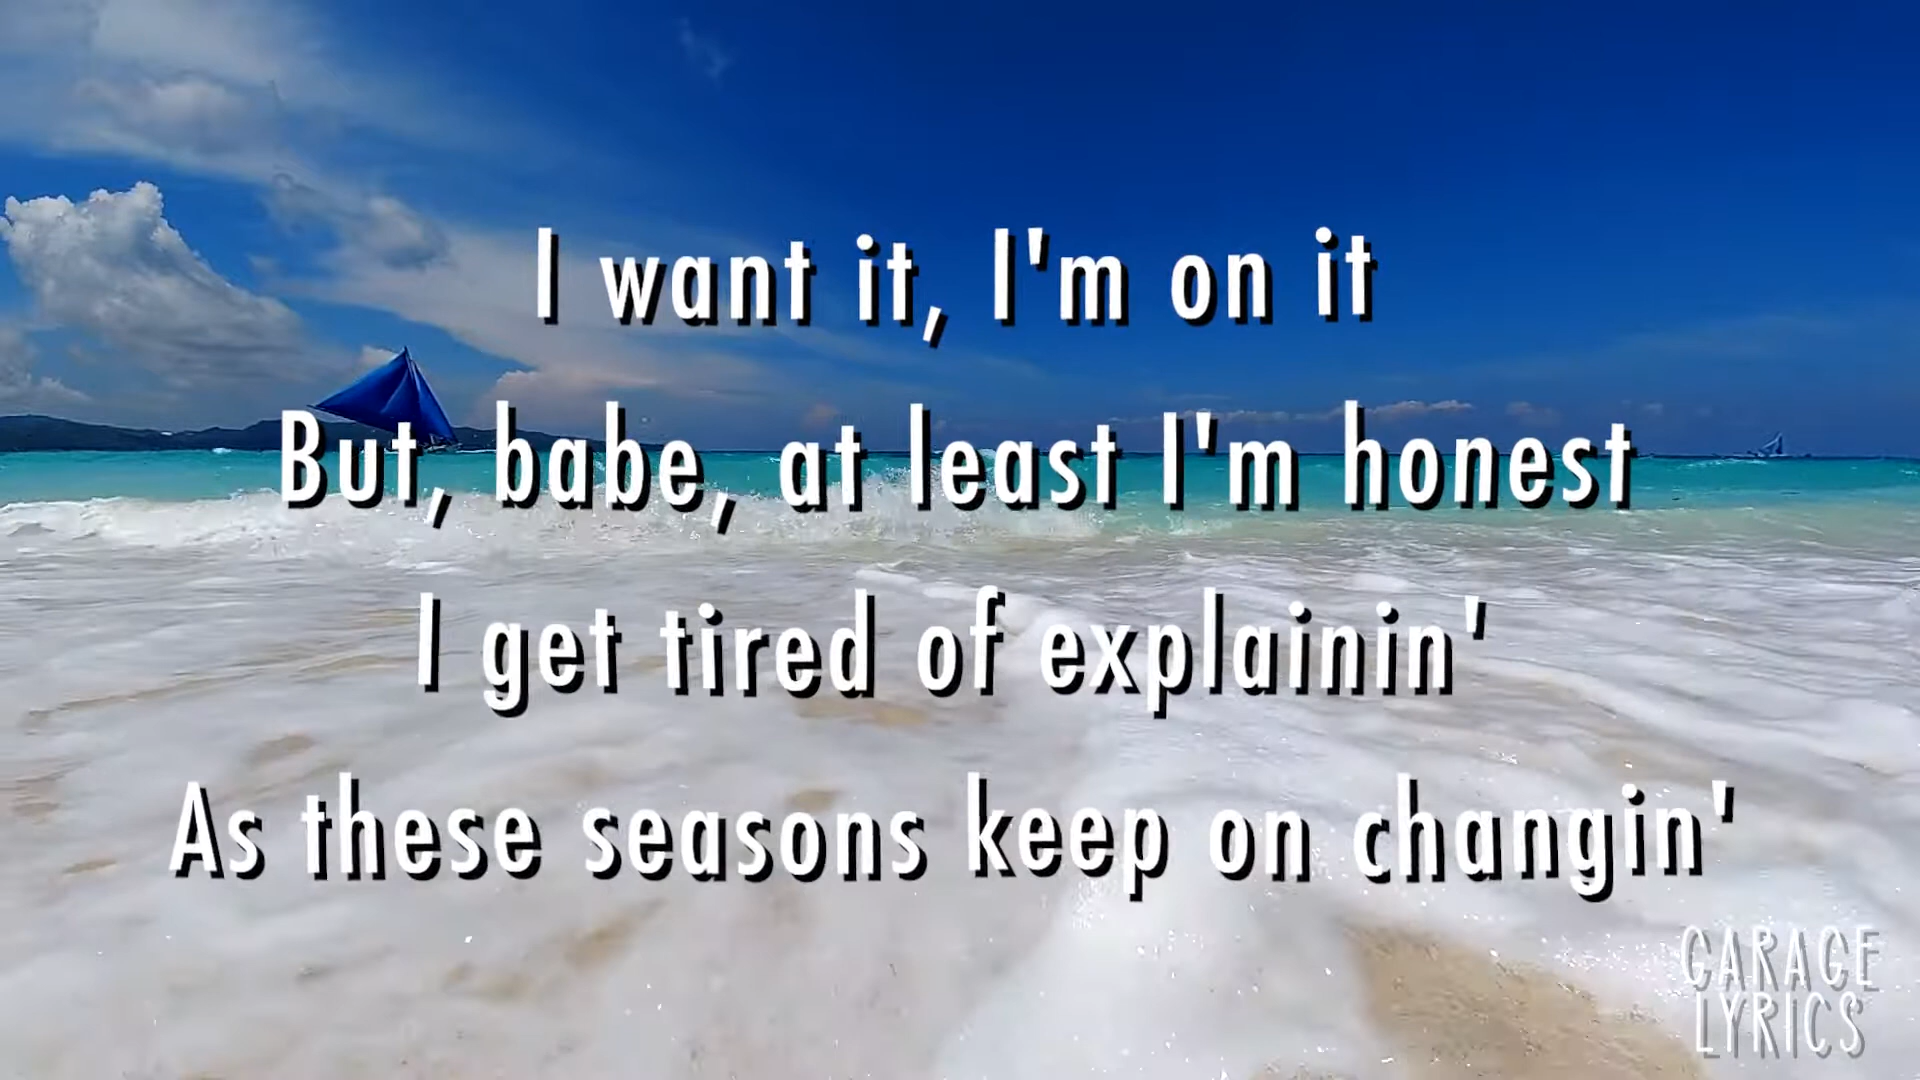 I want it, I'm on it
But, babe, at least I'm honest
I get tired of explainin'
As these seasons keep on changin'
GARAGE
LYRICS